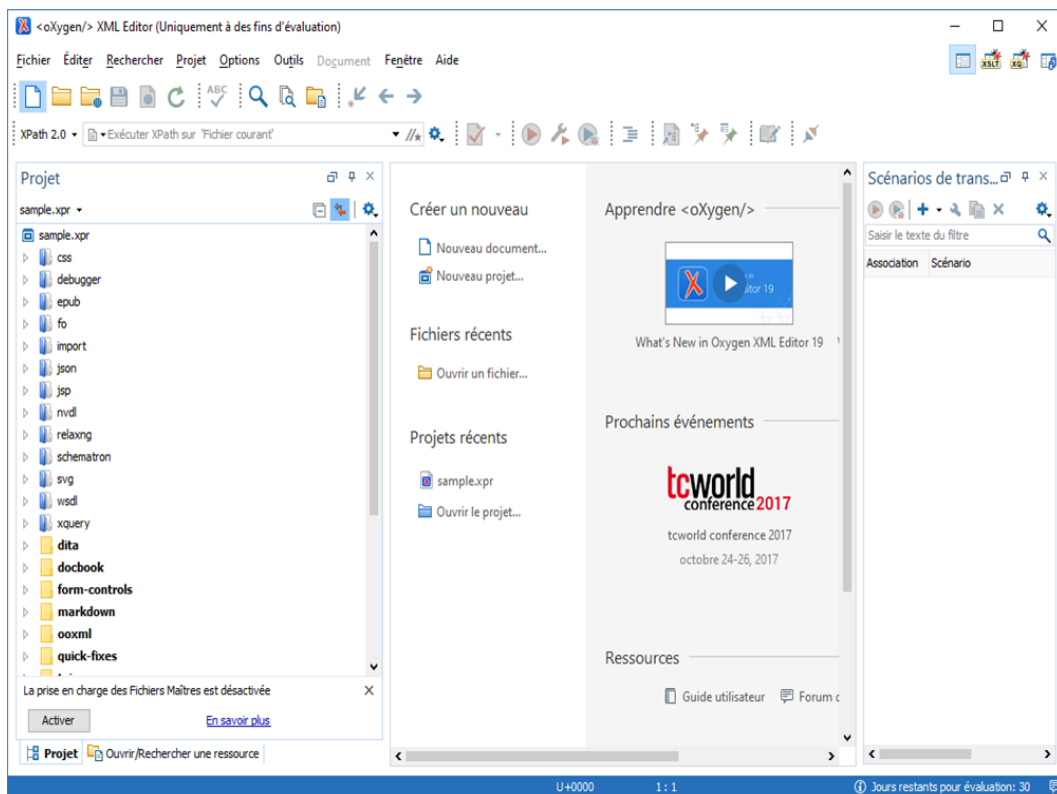 <oXygen/> XML Editor (Uniquement à des fins d'évaluation)
Fichier Éditer Rechercher Projet Options Outils Document Fenêtre Aide
XSLT XQ
ABC
XPath 2.0 Exécuter XPath sur 'Fichier courant'
Projet
sample.xpr
sample.xpr
css
debugger
epub
fo
import
json
jsp
nvdl
relaxng
schematron
svg
wsdl
xquery
dita
docbook
form-controls
markdown
ooxml
quick-fixes
La prise en charge des Fichiers Maîtres est désactivée
Activer En savoir plus
Projet Ouvrir/Rechercher une ressource
Créer un nouveau
Nouveau document...
Nouveau projet...
Fichiers récents
Ouvrir un fichier...
Projets récents
sample.xpr
Ouvrir le projet...
Apprendre <oXygen/>
What's New in Oxygen XML Editor 19
Prochains événements
tcworld
conference 2017
tcworld conference 2017
octobre 24-26, 2017
Ressources
Guide utilisateur Forum
Scénarios de trans...
Saisir le texte du filtre
Association Scénario
U+0000 1 : 1 Jours restants pour évaluation: 30